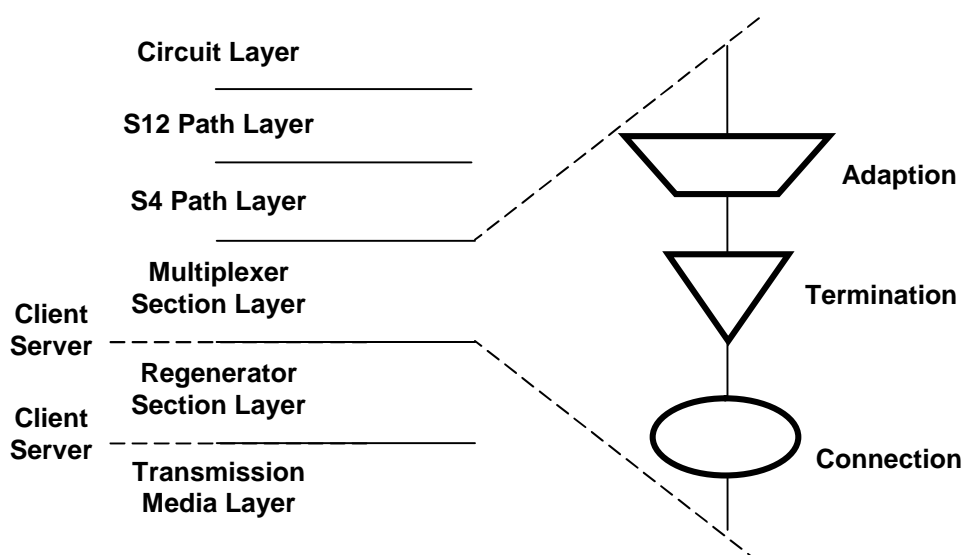 Circuit Layer
S12 Path Layer
S4 Path Layer
Multiplexer
Section Layer
Client
Server
Regenerator
Section Layer
Client
Server
Transmission
Media Layer
Adaption
Termination
Connection